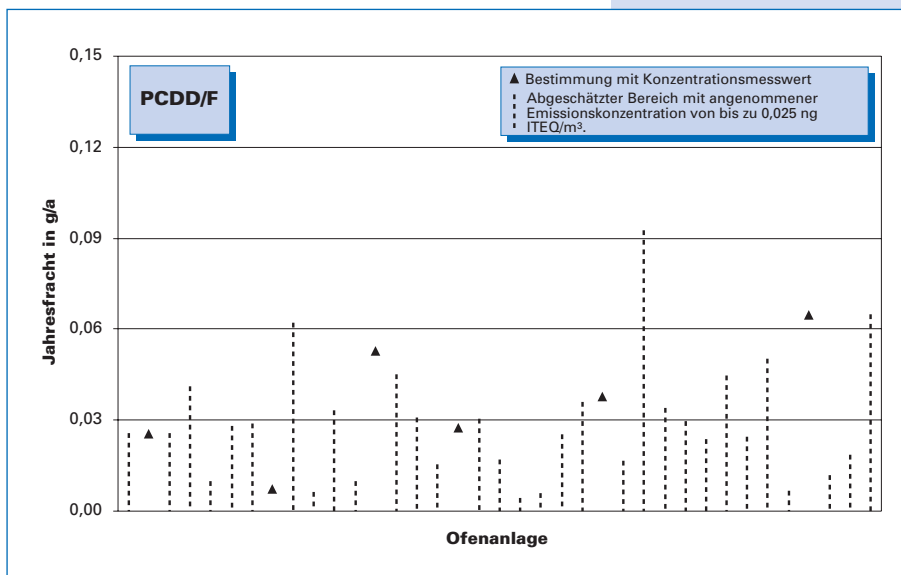 PCDD/F
Bestimmung mit Konzentrationsmesswert
Abgeschätzter Bereich mit angenommener
Emissionskonzentration von bis zu 0,025 ng
ITEQ/m³.
Jahresfracht in g/a
0,15
0,12
0,09
0,06
0,03
0,00
Ofenanlage